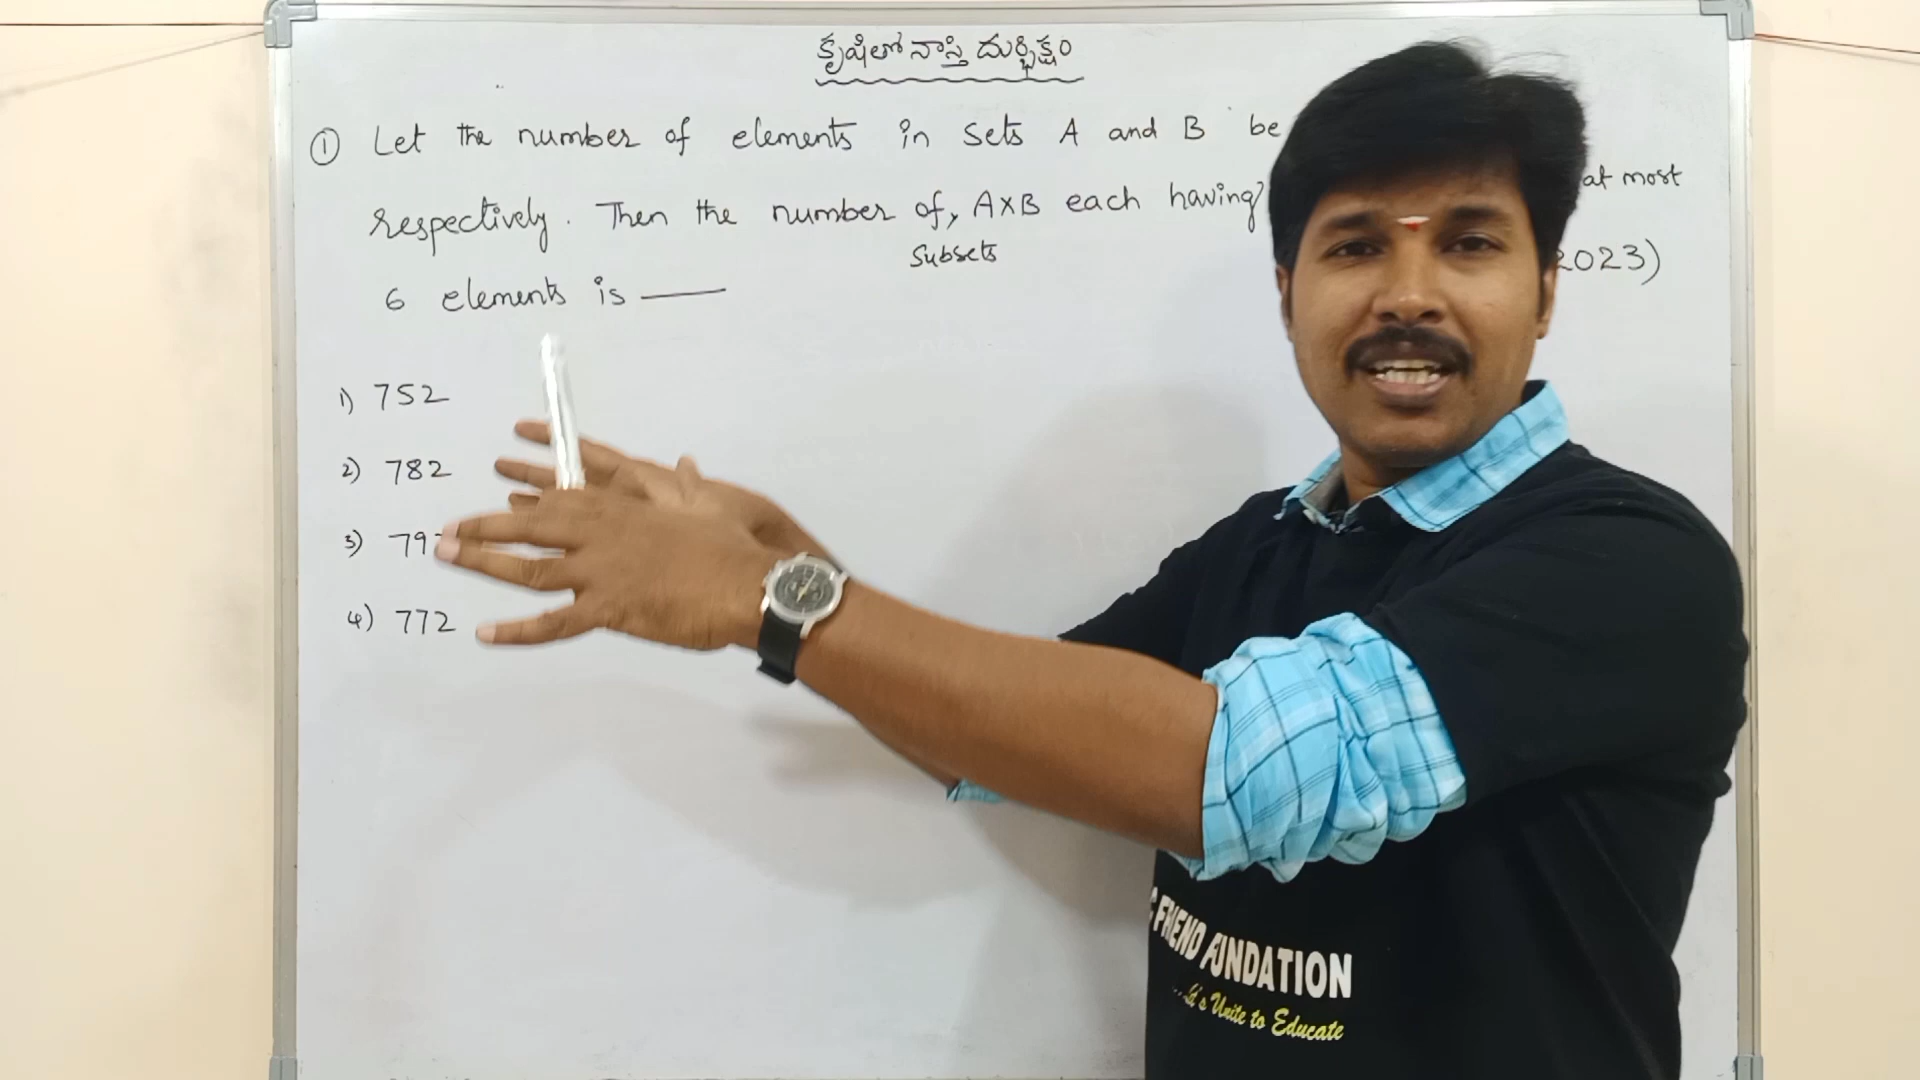 కృషితో నాస్తి దుర్భిక్షం
① Let the number of elements in sets A and B be
respectively. Then the number of, A×B each having at most
Subsets
2023)
6 elements is ——
1) 752
2) 782
3) 79
4) 772
FRIEND FUNDATION
Unite to Educate